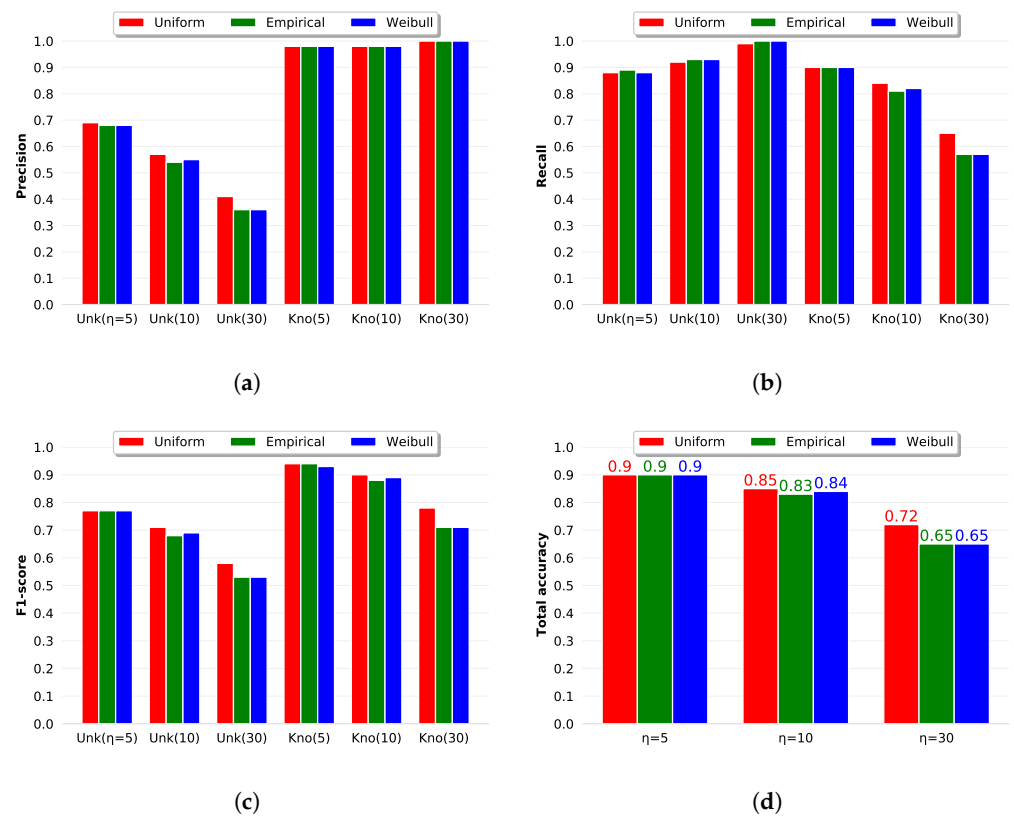 Uniform Empirical Weibull
Precision
1.0
0.9
0.8
0.7
0.6
0.5
0.4
0.3
0.2
0.1
0.0
Unk(η=5) Unk(10) Unk(30) Kno(5) Kno(10) Kno(30)
(a)
Uniform Empirical Weibull
Recall
1.0
0.9
0.8
0.7
0.6
0.5
0.4
0.3
0.2
0.1
0.0
Unk(η=5) Unk(10) Unk(30) Kno(5) Kno(10) Kno(30)
(b)
Uniform Empirical Weibull
F1-score
1.0
0.9
0.8
0.7
0.6
0.5
0.4
0.3
0.2
0.1
0.0
Unk(η=5) Unk(10) Unk(30) Kno(5) Kno(10) Kno(30)
(c)
Uniform Empirical Weibull
Total accuracy
1.0
0.9
0.8
0.7
0.6
0.5
0.4
0.3
0.2
0.1
0.0
0.9 0.9 0.9
0.85 0.83 0.84
0.72 0.65 0.65
η=5 η=10 η=30
(d)